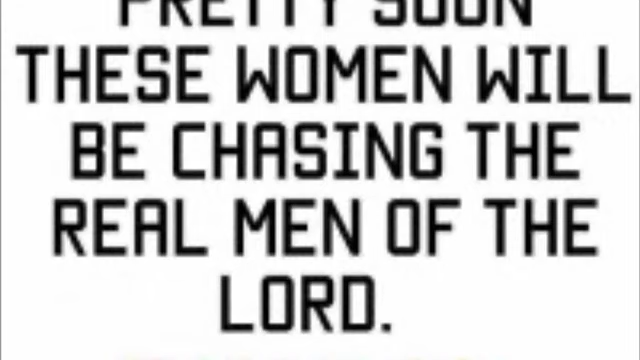 PRETTY SOON
THESE WOMEN WILL
BE CHASING THE
REAL MEN OF THE
LORD.